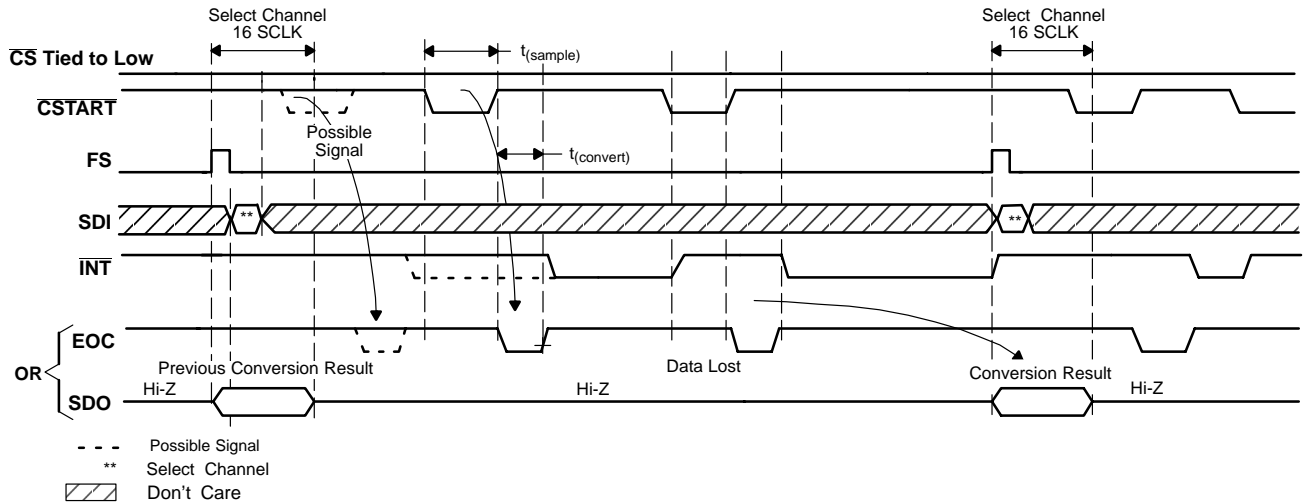 Select Channel
16 SCLK
Select Channel
16 SCLK
CS Tied to Low
t(sample)
CSTART
Possible
Signal
FS
t(convert)
SDI
**
**
INT
EOC
Previous Conversion Result
Data Lost
Conversion Result
OR
Hi-Z
Hi-Z
Hi-Z
SDO
Possible Signal
** Select Channel
Don't Care